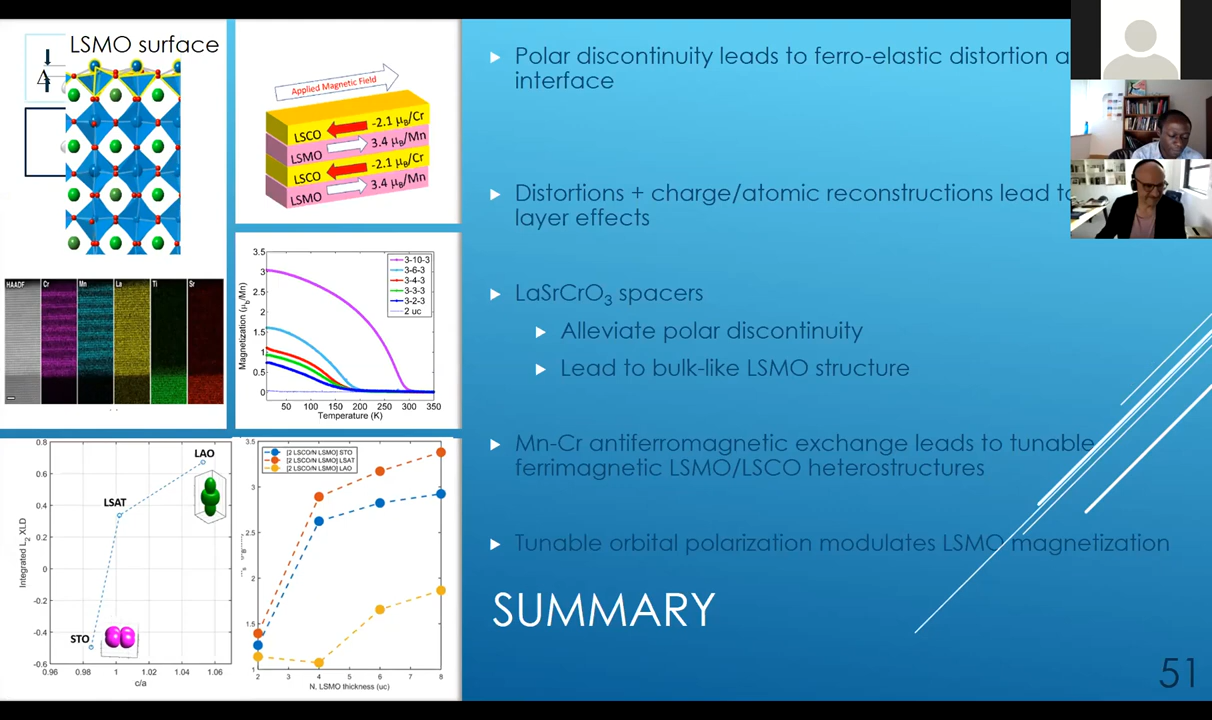 LSMO surface
Δ
Applied Magnetic Field
LSCO
-2.1 μB/Cr
LSMO
3.4 μB/Mn
LSCO
-2.1 μB/Cr
LSMO
3.4 μB/Mn
HAADF Cr Mn La Ti Sr
Magnetization (μb/Mn)
3.5
3
2.5
2
1.5
1
0.5
0
50 100 150 200 250 300 350
Temperature (K)
3-10-3
3-6-3
3-4-3
3-3-3
3-2-3
2 uc
Integrated L2 XLD
0.8
0.6
0.4
0.2
0
-0.2
-0.4
-0.6
0.96 0.98 1 1.02 1.04 1.06
c/a
LAO
LSAT
STO
[2 LSCO/N LSMO] STO
[2 LSCO/N LSMO] LSAT
[2 LSCO/N LSMO] LAO
3.5
3
2.5
2
1.5
1
2 4 6 8
N, LSMO thickness (uc)
Polar discontinuity leads to ferro-elastic distortion
interface
Distortions + charge/atomic reconstructions lead
layer effects
LaSrCrO3 spacers
Alleviate polar discontinuity
Lead to bulk-like LSMO structure
Mn-Cr antiferromagnetic exchange leads to tunable
ferrimagnetic LSMO/LSCO heterostructures
Tunable orbital polarization modulates LSMO magnetization
SUMMARY
51